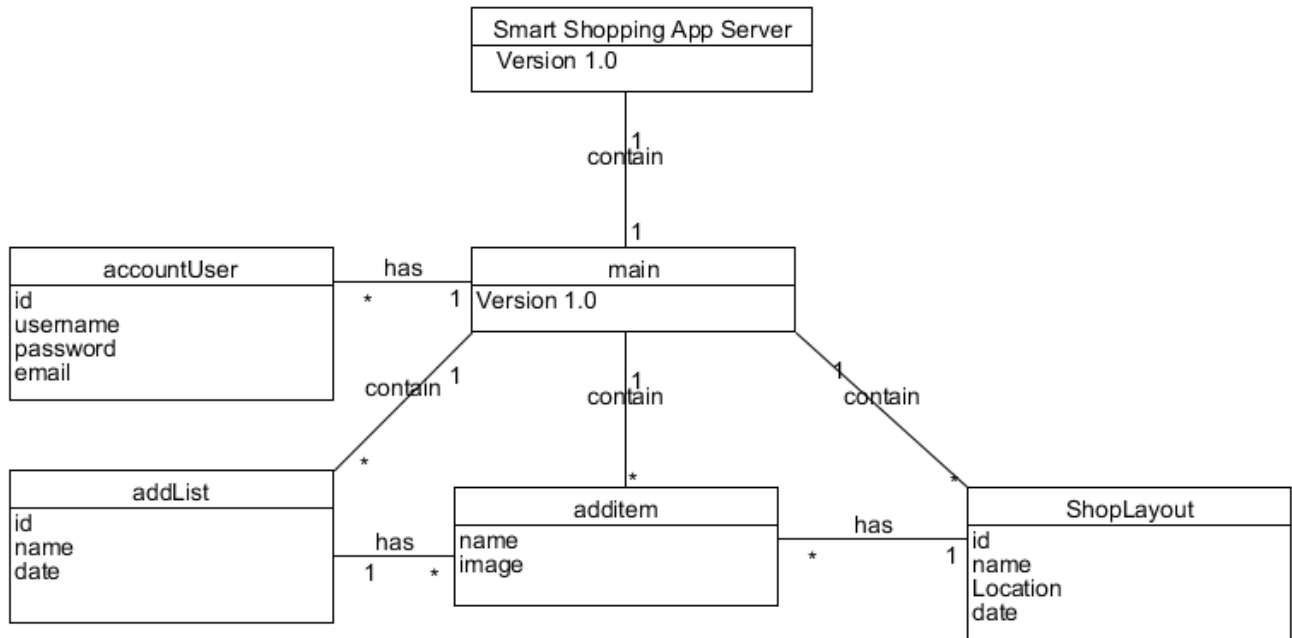 Smart Shopping App Server
Version 1.0
1
contain
1
accountUser
id
username
password
email
has
*
1
main
Version 1.0
contain
1
*
1
contain
*
1
contain
*
addList
id
name
date
has
1
*
additem
name
image
has
*
1
ShopLayout
id
name
Location
date